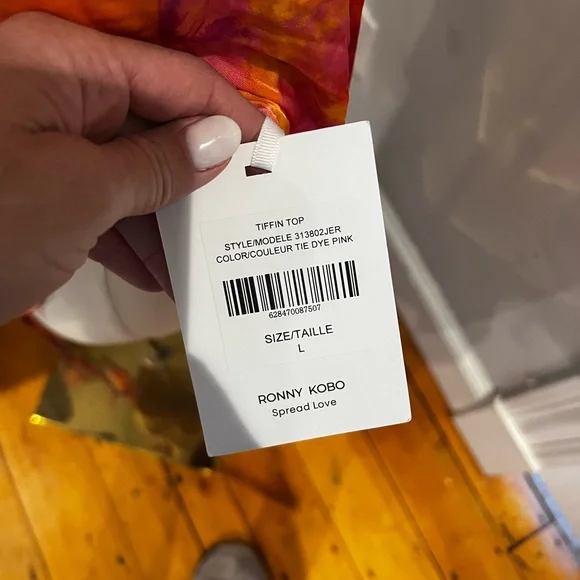 TIFFIN TOP
STYLE/MODELE 313802JER
COLOR/COULEUR TIE DYE PINK
628470087507
SIZE/TAILLE
L
RONNY KOBO
Spread Love